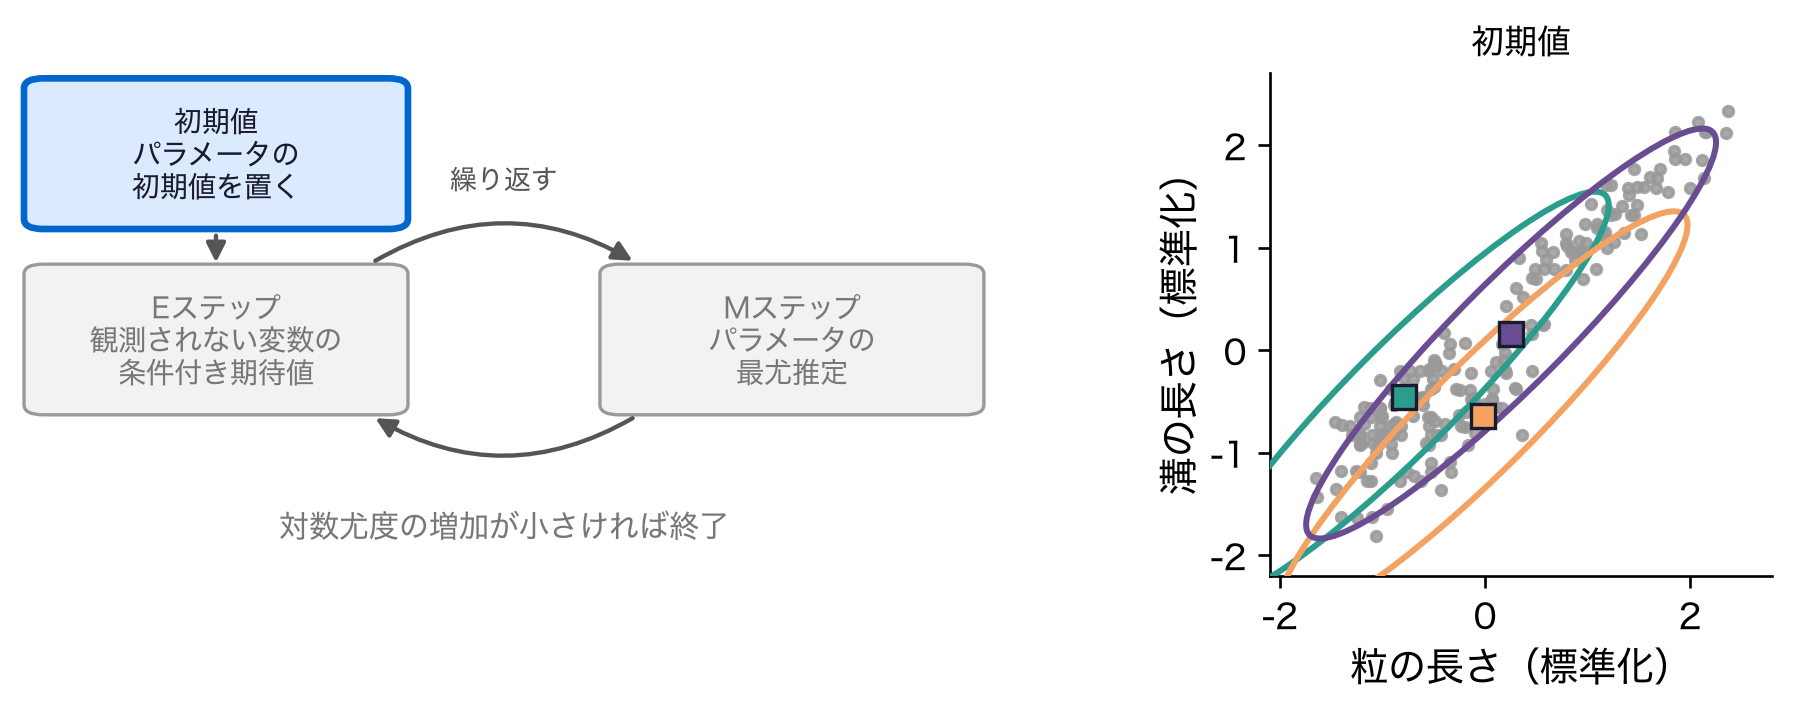 初期値
パラメータの
初期値を置く
繰り返す
Eステップ
観測されない変数の
条件付き期待値
Mステップ
パラメータの
最尤推定
対数尤度の増加が小さければ終了
初期値
溝の長さ（標準化）
2
1
0
-1
-2
-2 0 2
粒の長さ（標準化）